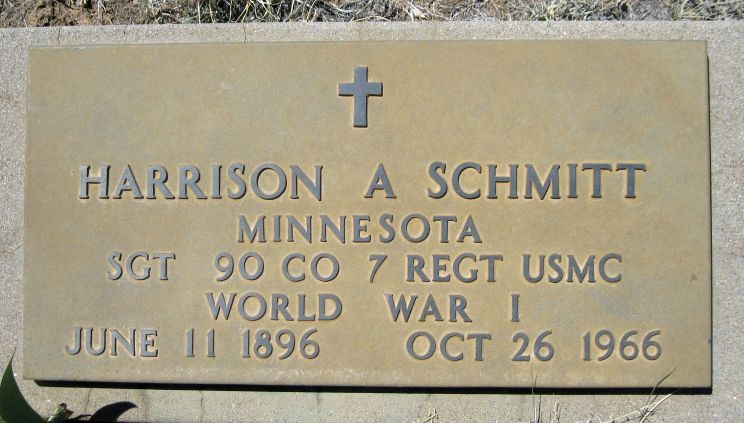 HARRISON A SCHMITT
MINNESOTA
SGT 90 CO 7 REGT USMC
WORLD WAR I
JUNE 11 1896 OCT 26 1966